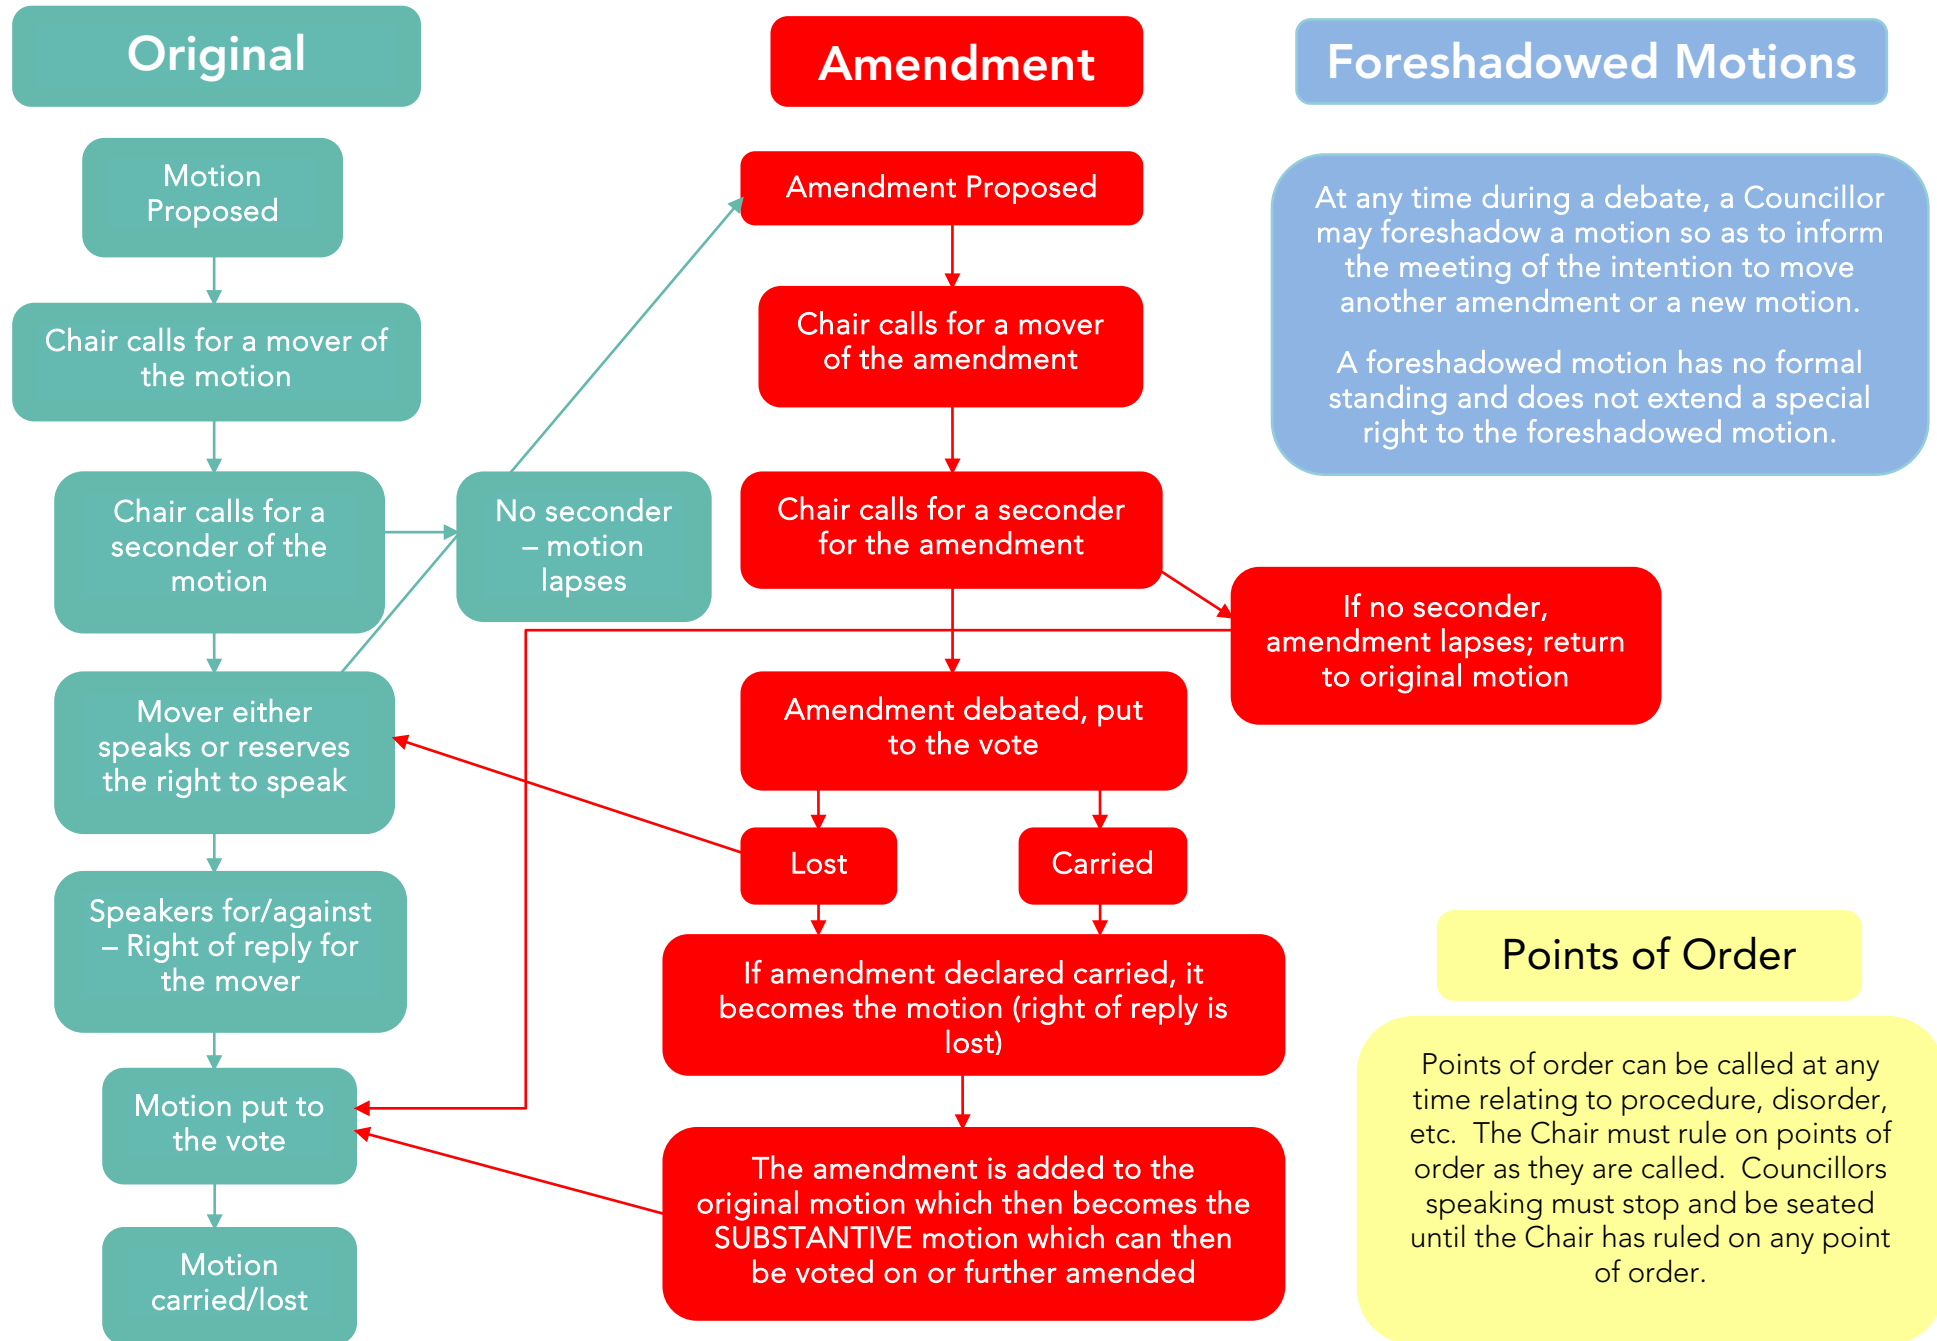 Original
Motion
Proposed
Chair calls for a mover of
the motion
Chair calls for a
seconder of the
motion
No seconder
– motion
lapses
Mover either
speaks or reserves
the right to speak
Speakers for/against
– Right of reply for
the mover
Motion put to
the vote
Motion
carried/lost
Amendment
Amendment Proposed
Chair calls for a mover
of the amendment
Chair calls for a seconder
for the amendment
If no seconder,
amendment lapses; return
to original motion
Amendment debated, put
to the vote
Lost
Carried
If amendment declared carried, it
becomes the motion (right of reply is
lost)
The amendment is added to the
original motion which then becomes the
SUBSTANTIVE motion which can then
be voted on or further amended
Foreshadowed Motions
At any time during a debate, a Councillor
may foreshadow a motion so as to inform
the meeting of the intention to move
another amendment or a new motion.
A foreshadowed motion has no formal
standing and does not extend a special
right to the foreshadowed motion.
Points of Order
Points of order can be called at any
time relating to procedure, disorder,
etc.  The Chair must rule on points of
order as they are called.  Councillors
speaking must stop and be seated
until the Chair has ruled on any point
of order.